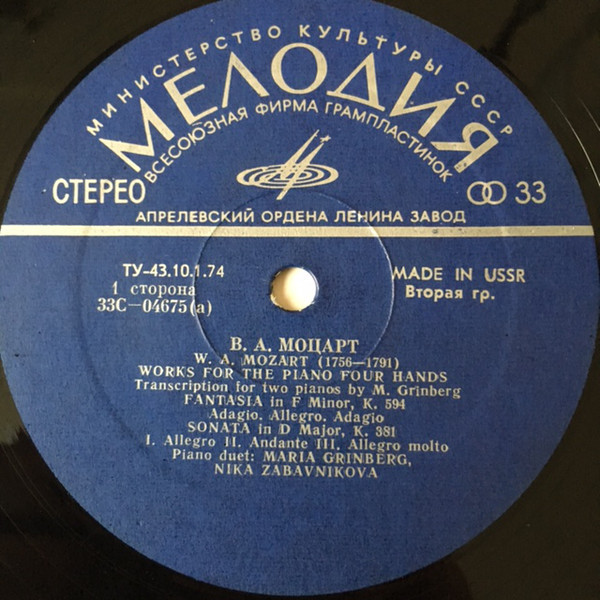 МИНИСТЕРСТВО КУЛЬТУРЫ СССР
МЕЛОДИЯ
ВСЕСОЮЗНАЯ ФИРМА ГРАМПЛАСТИНОК
СТЕРЕО 33
АПРЕЛЕВСКИЙ ОРДЕНА ЛЕНИНА ЗАВОД
ТУ-43.10.1.74 MADE IN USSR
1 сторона Вторая гр.
33С—04675(а)
В. А. МОЦАРТ
W. A. MOZART (1756—1791)
WORKS FOR THE PIANO FOUR HANDS
Transcription for two pianos by M. Grinberg
FANTASIA in F Minor, K. 594
Adagio. Allegro. Adagio
SONATA in D Major, K. 381
I. Allegro II. Andante III. Allegro molto
Piano duet: MARIA GRINBERG,
NIKA ZABAVNIKOVA